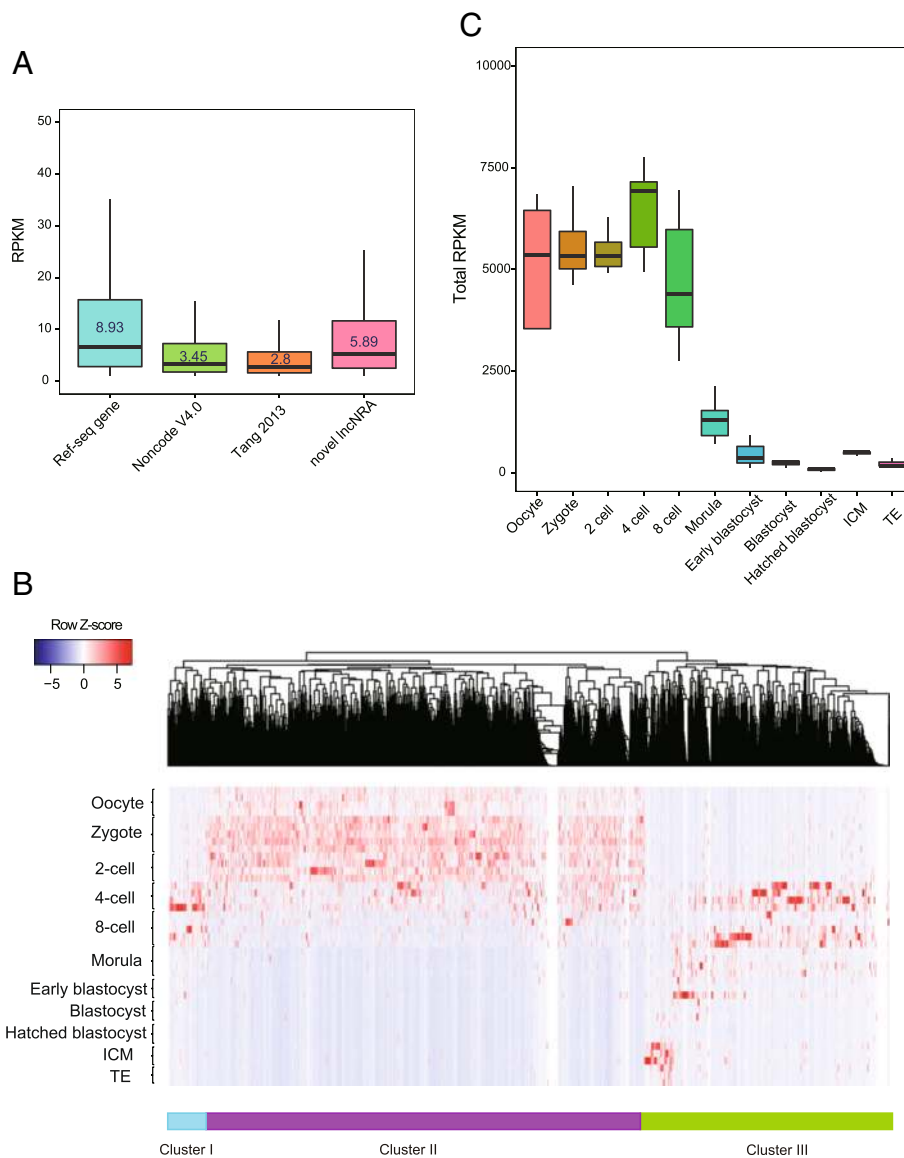 A
50
40
30
20
10
0
RPKM
8.93
3.45
2.8
5.89
Ref-seq gene
Noncode V4.0
Tang 2013
novel lncNRA
C
10000
7500
5000
2500
0
Total RPKM
Oocyte
Zygote
2 cell
4 cell
8 cell
Morula
Early blastocyst
Blastocyst
Hatched blastocyst
ICM
TE
B
Row Z-score
−5 0 5
Oocyte
Zygote
2-cell
4-cell
8-cell
Morula
Early blastocyst
Blastocyst
Hatched blastocyst
ICM
TE
Cluster I
Cluster II
Cluster III